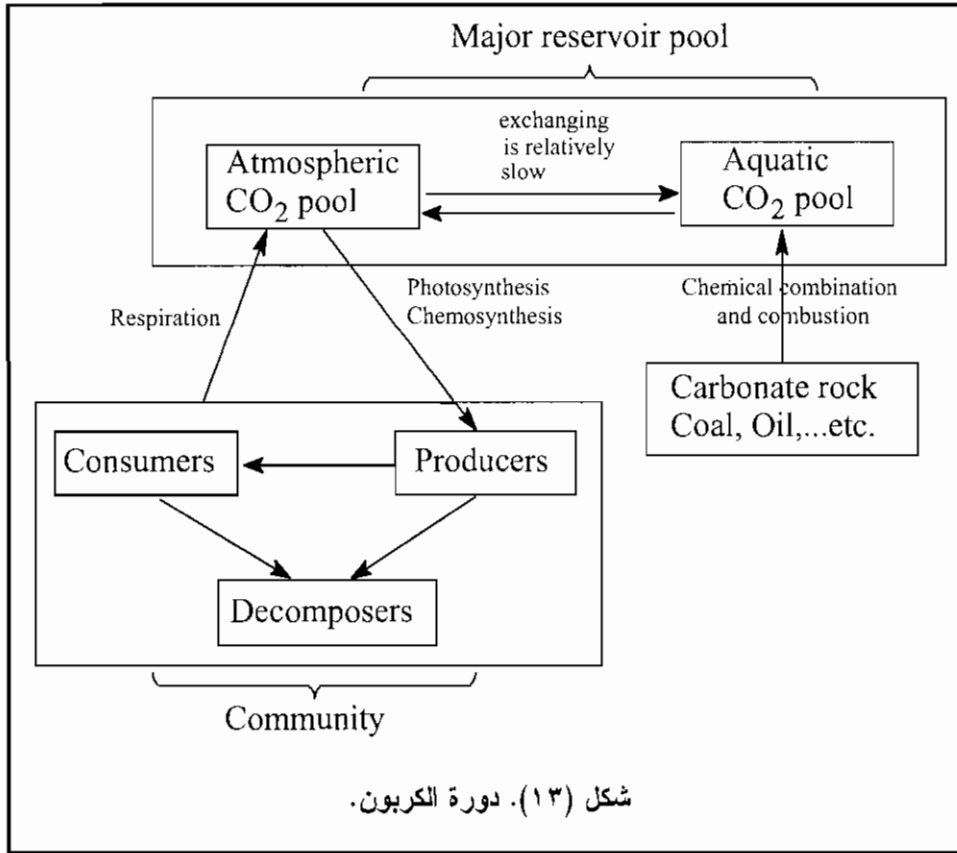 Major reservoir pool
exchanging
is relatively
slow
Atmospheric
CO₂ pool
Aquatic
CO₂ pool
Respiration
Photosynthesis
Chemosynthesis
Chemical combination
and combustion
Carbonate rock
Coal, Oil,...etc.
Consumers
Producers
Decomposers
Community
شكل (١٣). دورة الكربون.